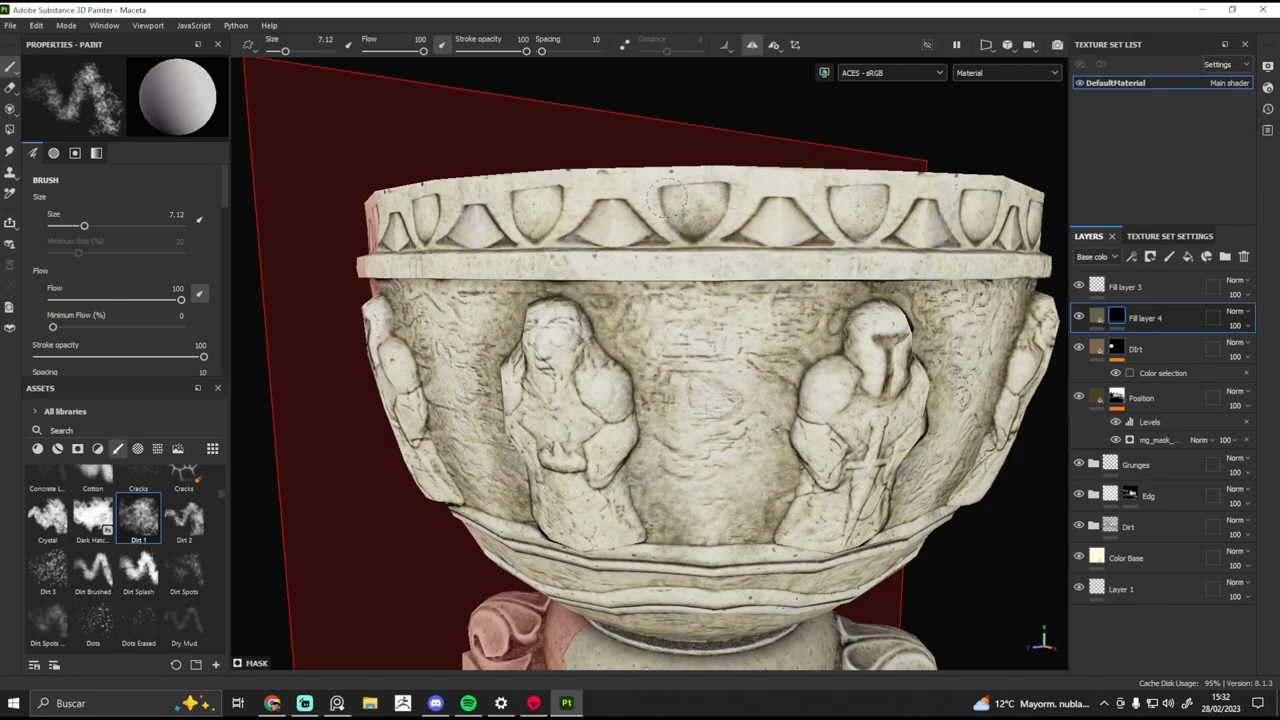 Adobe Substance 3D Painter - Maceta
File Edit Mode Window Viewport JavaScript Python Help
PROPERTIES - PAINT
Size 7.12 Flow 100 Stroke opacity 100 Spacing 10 Distance 8
ACES - sRGB
Material
BRUSH
Size
Size 7.12
Minimum Size (%) 20
Flow
Flow 100
Minimum Flow (%) 0
Stroke opacity 100
Spacing 10
ASSETS
All libraries
Search
Concrete L... Cotton Cracks Cracks
Crystal Dark Hatc... Dirt 1 Dirt 2
Dirt 3 Dirt Brushed Dirt Splash Dirt Spots
Dirt Spots ... Dots Dots Erased Dry Mud
MASK
TEXTURE SET LIST
Settings
DefaultMaterial Main shader
LAYERS TEXTURE SET SETTINGS
Base colo
Fill layer 3 Norm 100
Fill layer 4 Norm 100
DIrt Norm 100
Color selection
Position Norm 100
Levels
mg_mask_... Norm 100
Grunges Norm 100
Edg Norm 100
Dirt Norm 100
Color Base Norm 100
Layer 1 Norm 100
Cache Disk Usage: 95% | Version: 8.1.3
Buscar
12°C Mayorm. nubla...
15:32
28/02/2023